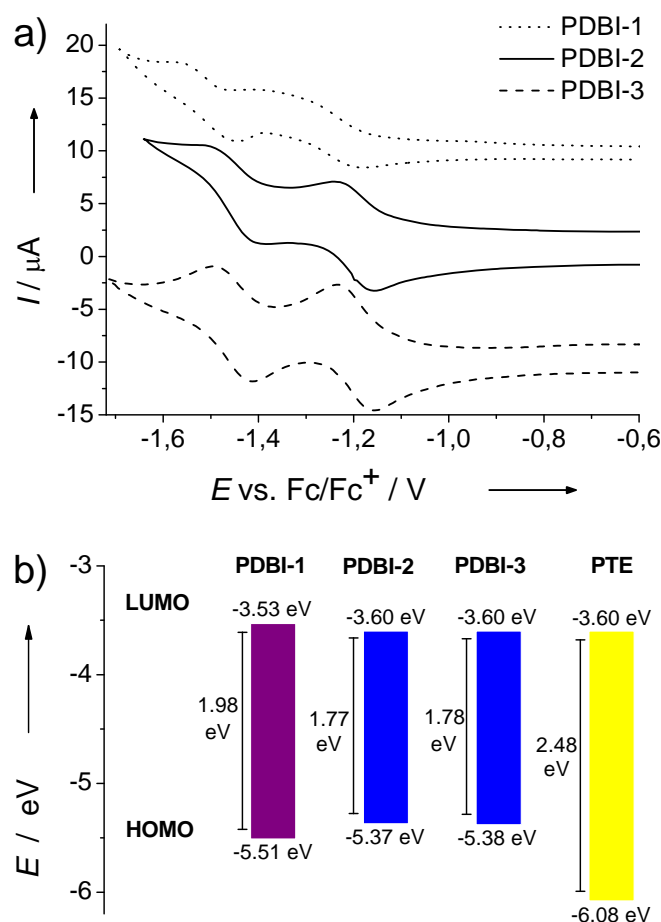 a)
PDBI-1
PDBI-2
PDBI-3
20
15
10
5
0
-5
-10
-15
I / μA
-1,6 -1,4 -1,2 -1,0 -0,8 -0,6
E vs. Fc/Fc+ / V
b)
PDBI-1 PDBI-2 PDBI-3 PTE
-3
LUMO
-3.53 eV -3.60 eV -3.60 eV -3.60 eV
-4
1.98 eV
1.77 eV
1.78 eV
2.48 eV
-5
HOMO
-5.51 eV -5.37 eV -5.38 eV
-6
-6.08 eV
E / eV